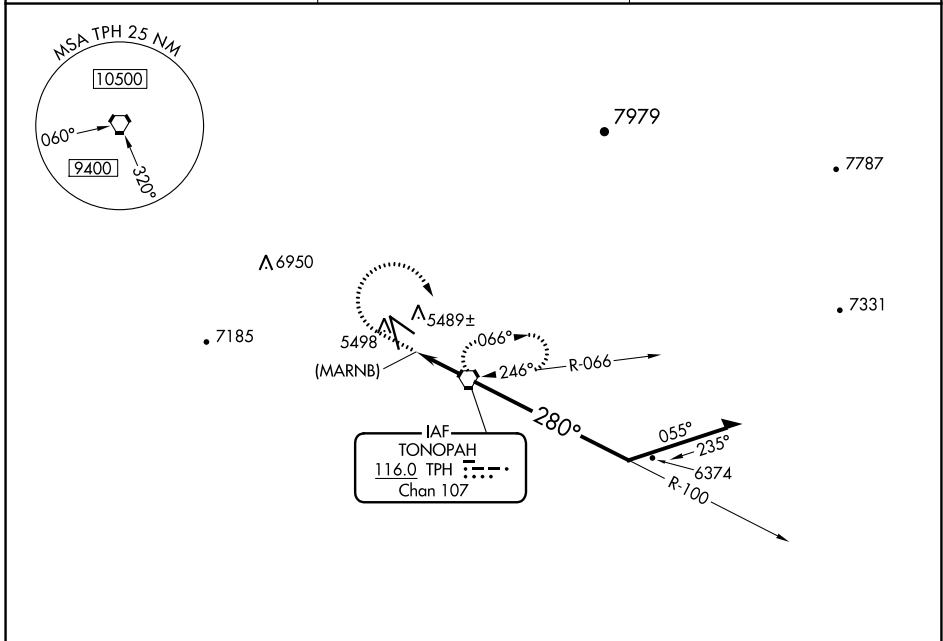 MSA TPH 25 NM
10500
060°
9400
320°
7979
7787
6950
7331
5489±
7185
5498
066°
(MARNB)
246°
R-066
280°
055°
235°
IAF
TONOPAH
116.0 TPH
Chan 107
6374
R-100